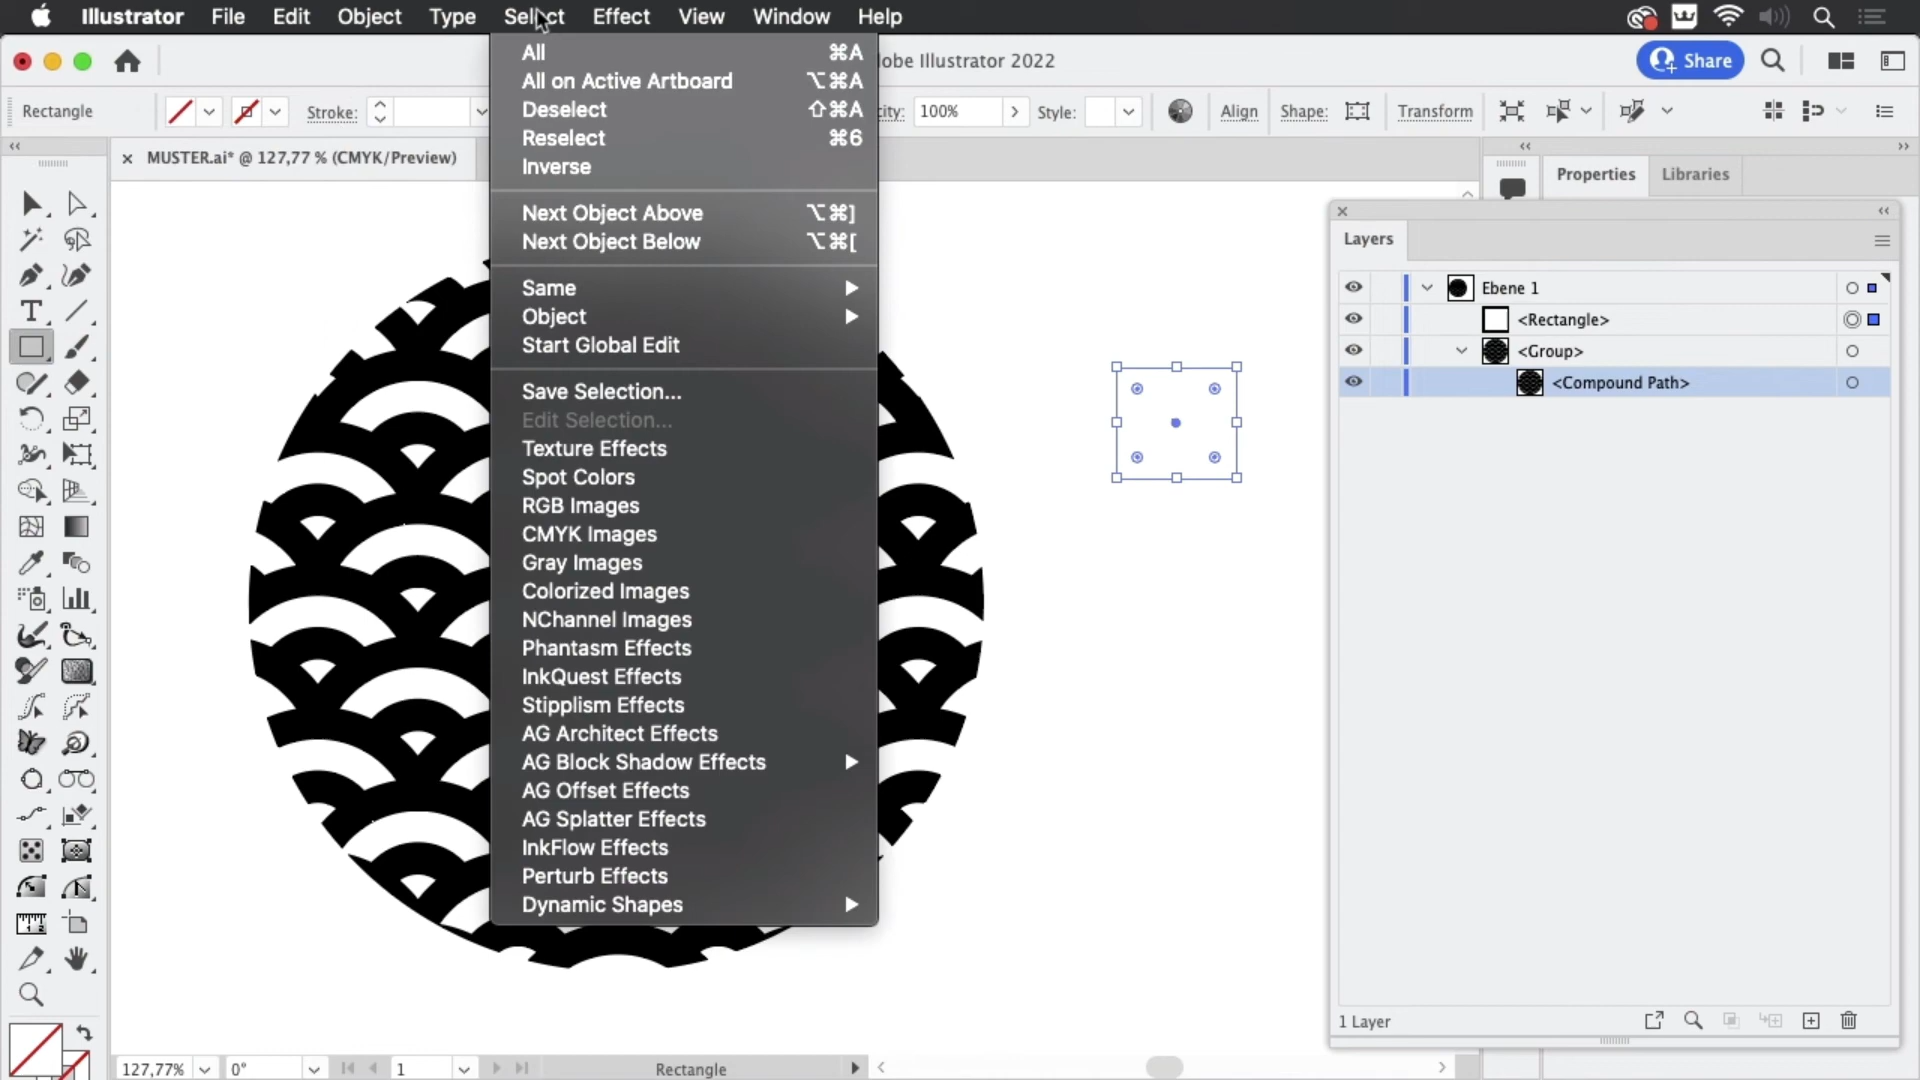 Illustrator File Edit Object Type Select Effect View Window Help
obe Illustrator 2022
Share
Rectangle
Stroke:
city: 100%
Style:
Align
Shape:
Transform
MUSTER.ai* @ 127,77 % (CMYK/Preview)
All ⌘A
All on Active Artboard ⌥⌘A
Deselect ⇧⌘A
Reselect ⌘6
Inverse
Next Object Above ⌥⌘]
Next Object Below ⌥⌘[
Same
Object
Start Global Edit
Save Selection...
Edit Selection...
Texture Effects
Spot Colors
RGB Images
CMYK Images
Gray Images
Colorized Images
NChannel Images
Phantasm Effects
InkQuest Effects
Stipplism Effects
AG Architect Effects
AG Block Shadow Effects
AG Offset Effects
AG Splatter Effects
InkFlow Effects
Perturb Effects
Dynamic Shapes
Properties
Libraries
Layers
Ebene 1
<Rectangle>
<Group>
<Compound Path>
1 Layer
127,77%
0°
1
Rectangle